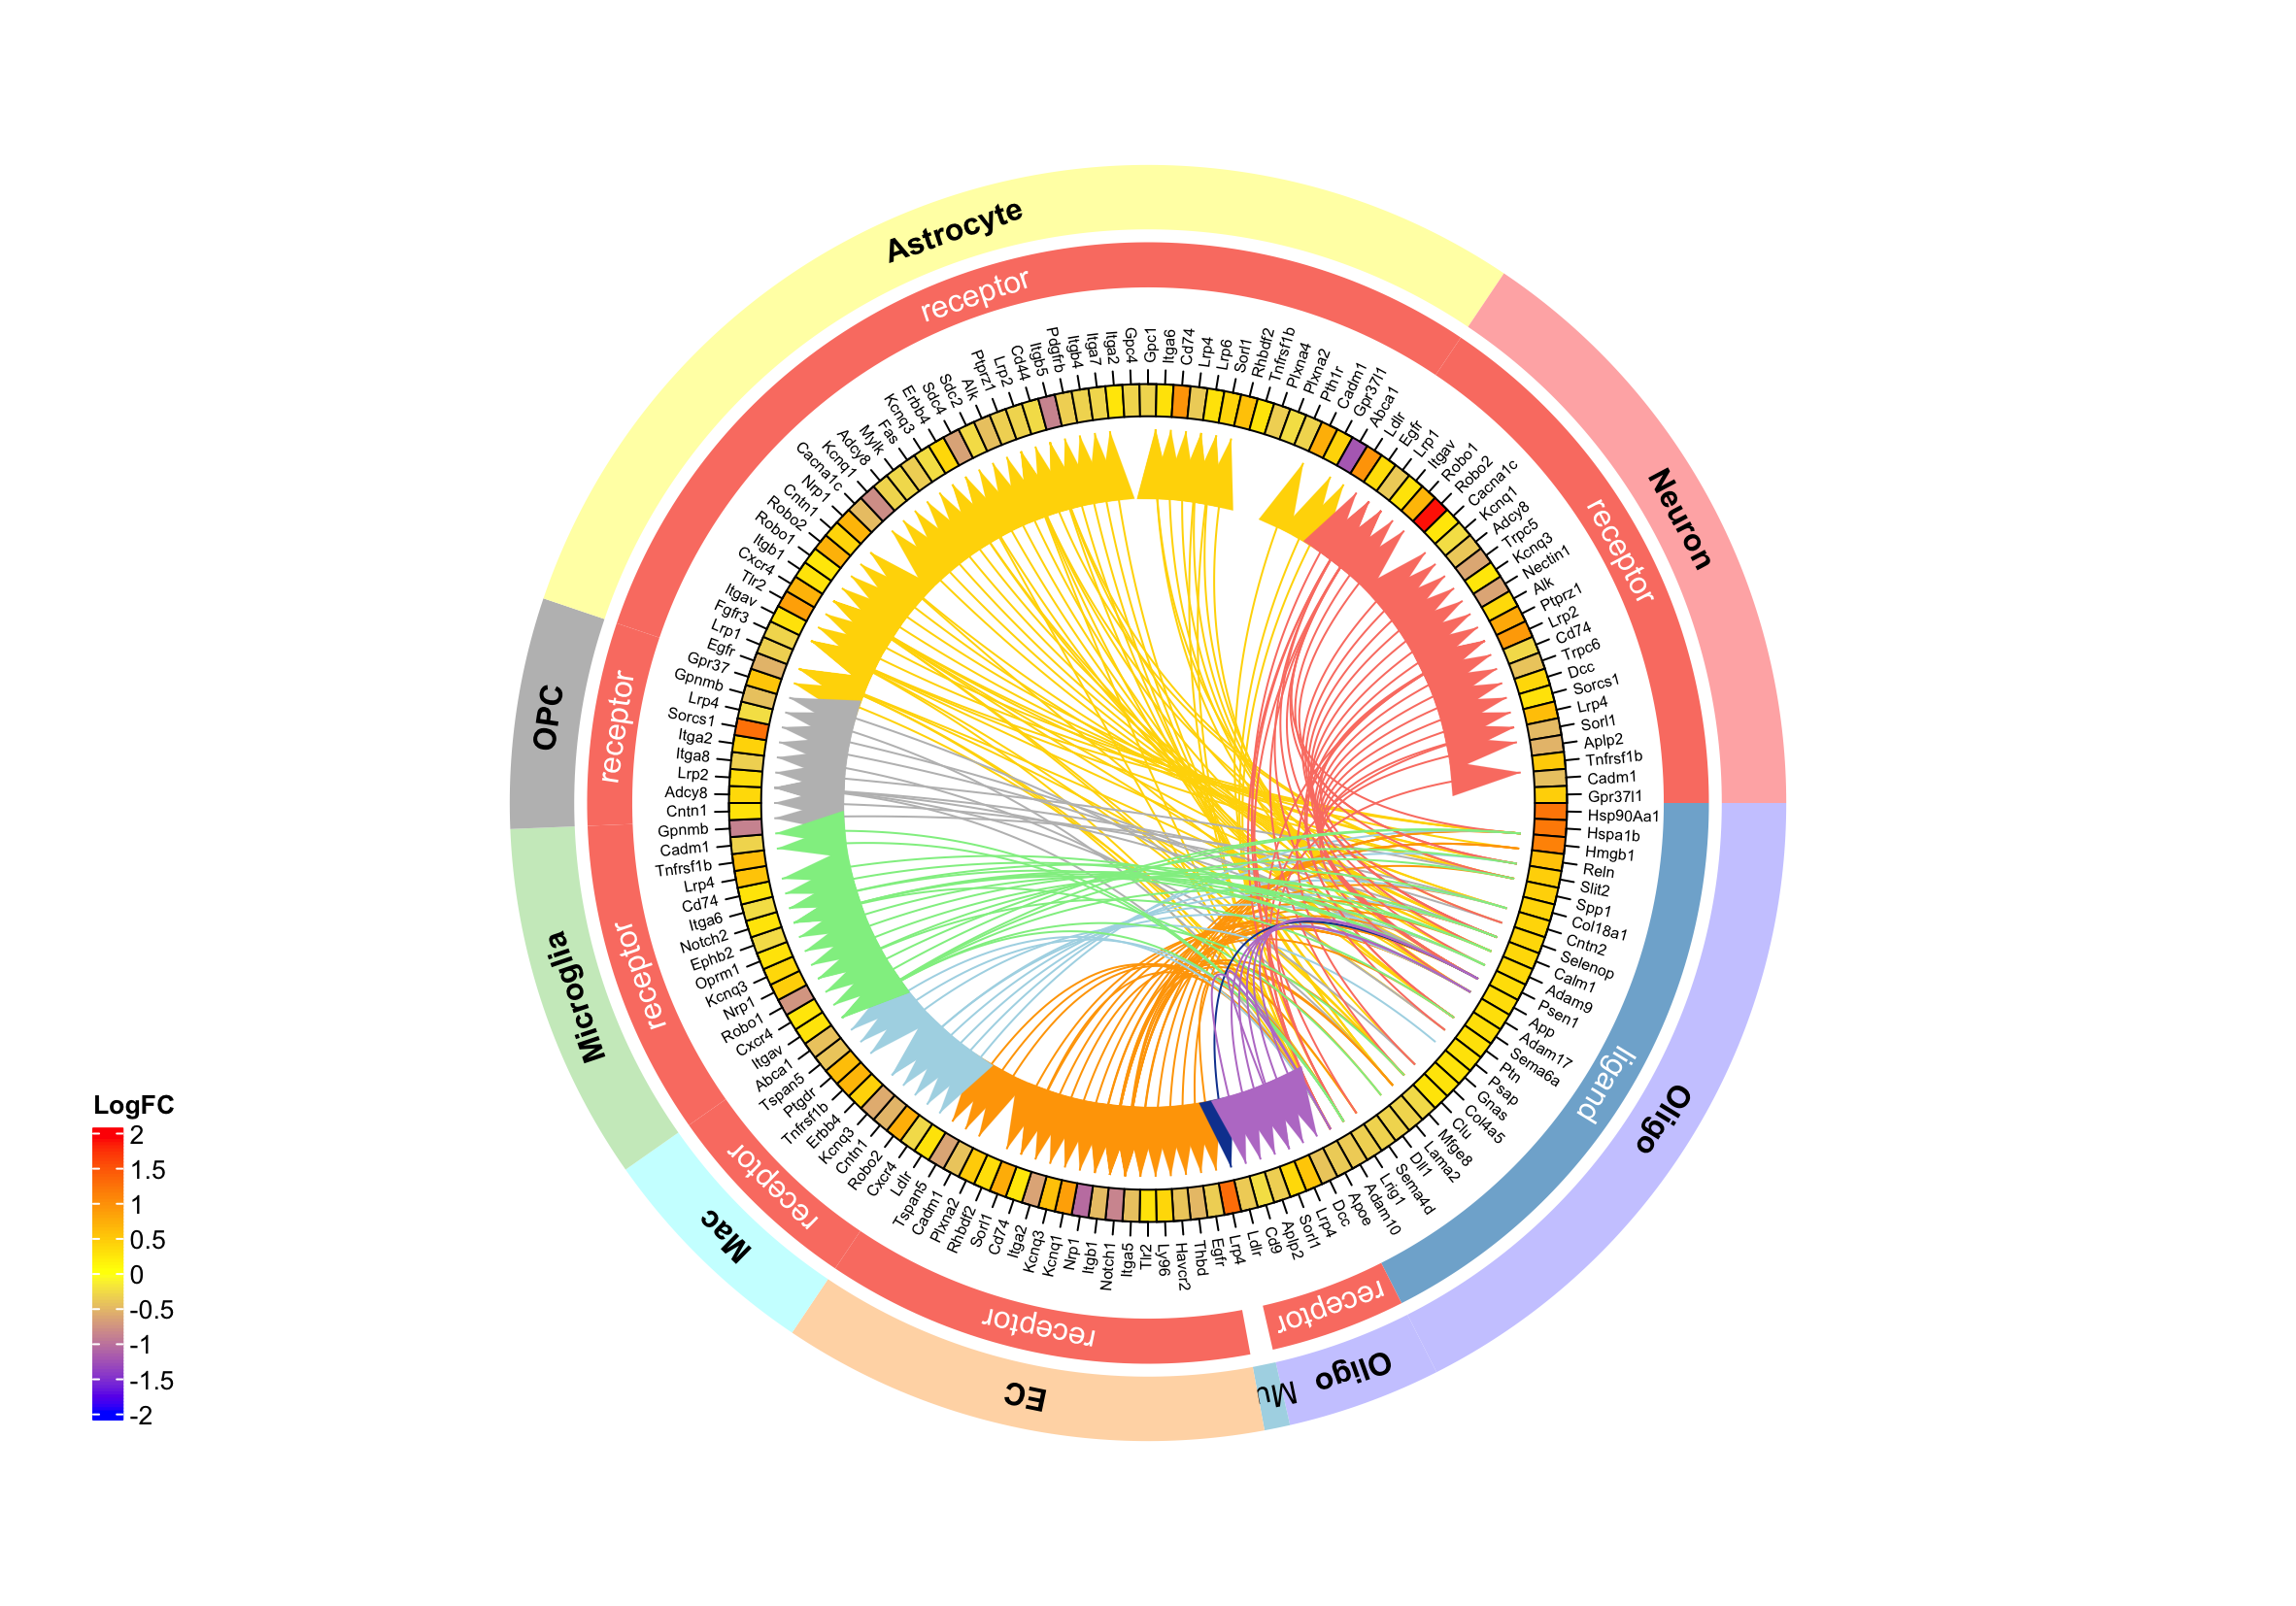 Astrocyte
receptor
Neuron
receptor
Oligo
ligand
Oligo
receptor
Mu
EC
receptor
Mac
receptor
Microglia
receptor
OPC
receptor
Gpc1
Itga6
Cd74
Lrp4
Lrp6
Sorl1
Rhbdf2
Tnfrsf1b
Plxna4
Plxna2
Pth1r
Cadm1
Gpr37l1
Abca1
Ldlr
Egfr
Lrp1
Itgav
Robo1
Robo2
Cacna1c
Kcnq1
Adcy8
Trpc5
Kcnq3
Nectin1
Alk
Ptprz1
Lrp2
Cd74
Trpc6
Dcc
Sorcs1
Lrp4
Sorl1
Aplp2
Tnfrsf1b
Cadm1
Gpr37l1
Hsp90Aa1
Hspa1b
Hmgb1
Reln
Slit2
Spp1
Col18a1
Cntn2
Selenop
Calm1
Adam9
Psen1
App
Adam17
Sema6a
Ptn
Psap
Gnas
Col4a5
Clu
Mfge8
Lama2
Dll1
Sema4d
Lrig1
Adam10
Apoe
Dcc
Lrp4
Sorl1
Aplp2
Cd9
Ldlr
Lrp4
Egfr
Thbd
Havcr2
Ly96
Tlr2
Itga5
Notch1
Itgb1
Nrp1
Kcnq1
Kcnq3
Itga2
Cd74
Sorl1
Rhbdf2
Plxna2
Cadm1
Tspan5
Ldlr
Cxcr4
Robo2
Cntn1
Kcnq3
Erbb4
Tnfrsf1b
Ptgdr
Tspan5
Abca1
Itgav
Cxcr4
Robo1
Nrp1
Kcnq3
Oprm1
Ephb2
Notch2
Itga6
Cd74
Lrp4
Tnfrsf1b
Cadm1
Gpnmb
Cntn1
Adcy8
Lrp2
Itga8
Itga2
Sorcs1
Lrp4
Gpnmb
Gpr37
Egfr
Lrp1
Fgfr3
Itgav
Tlr2
Cxcr4
Itgb1
Robo1
Robo2
Cntn1
Nrp1
Cacna1c
Kcnq1
Adcy8
Mylk
Fas
Kcnq3
Erbb4
Sdc4
Sdc2
Alk
Ptprz1
Lrp2
Cd44
Itgb5
Pdgfrb
Itgb4
Itga7
Itga2
Gpc4
LogFC
2
1.5
1
0.5
0
-0.5
-1
-1.5
-2